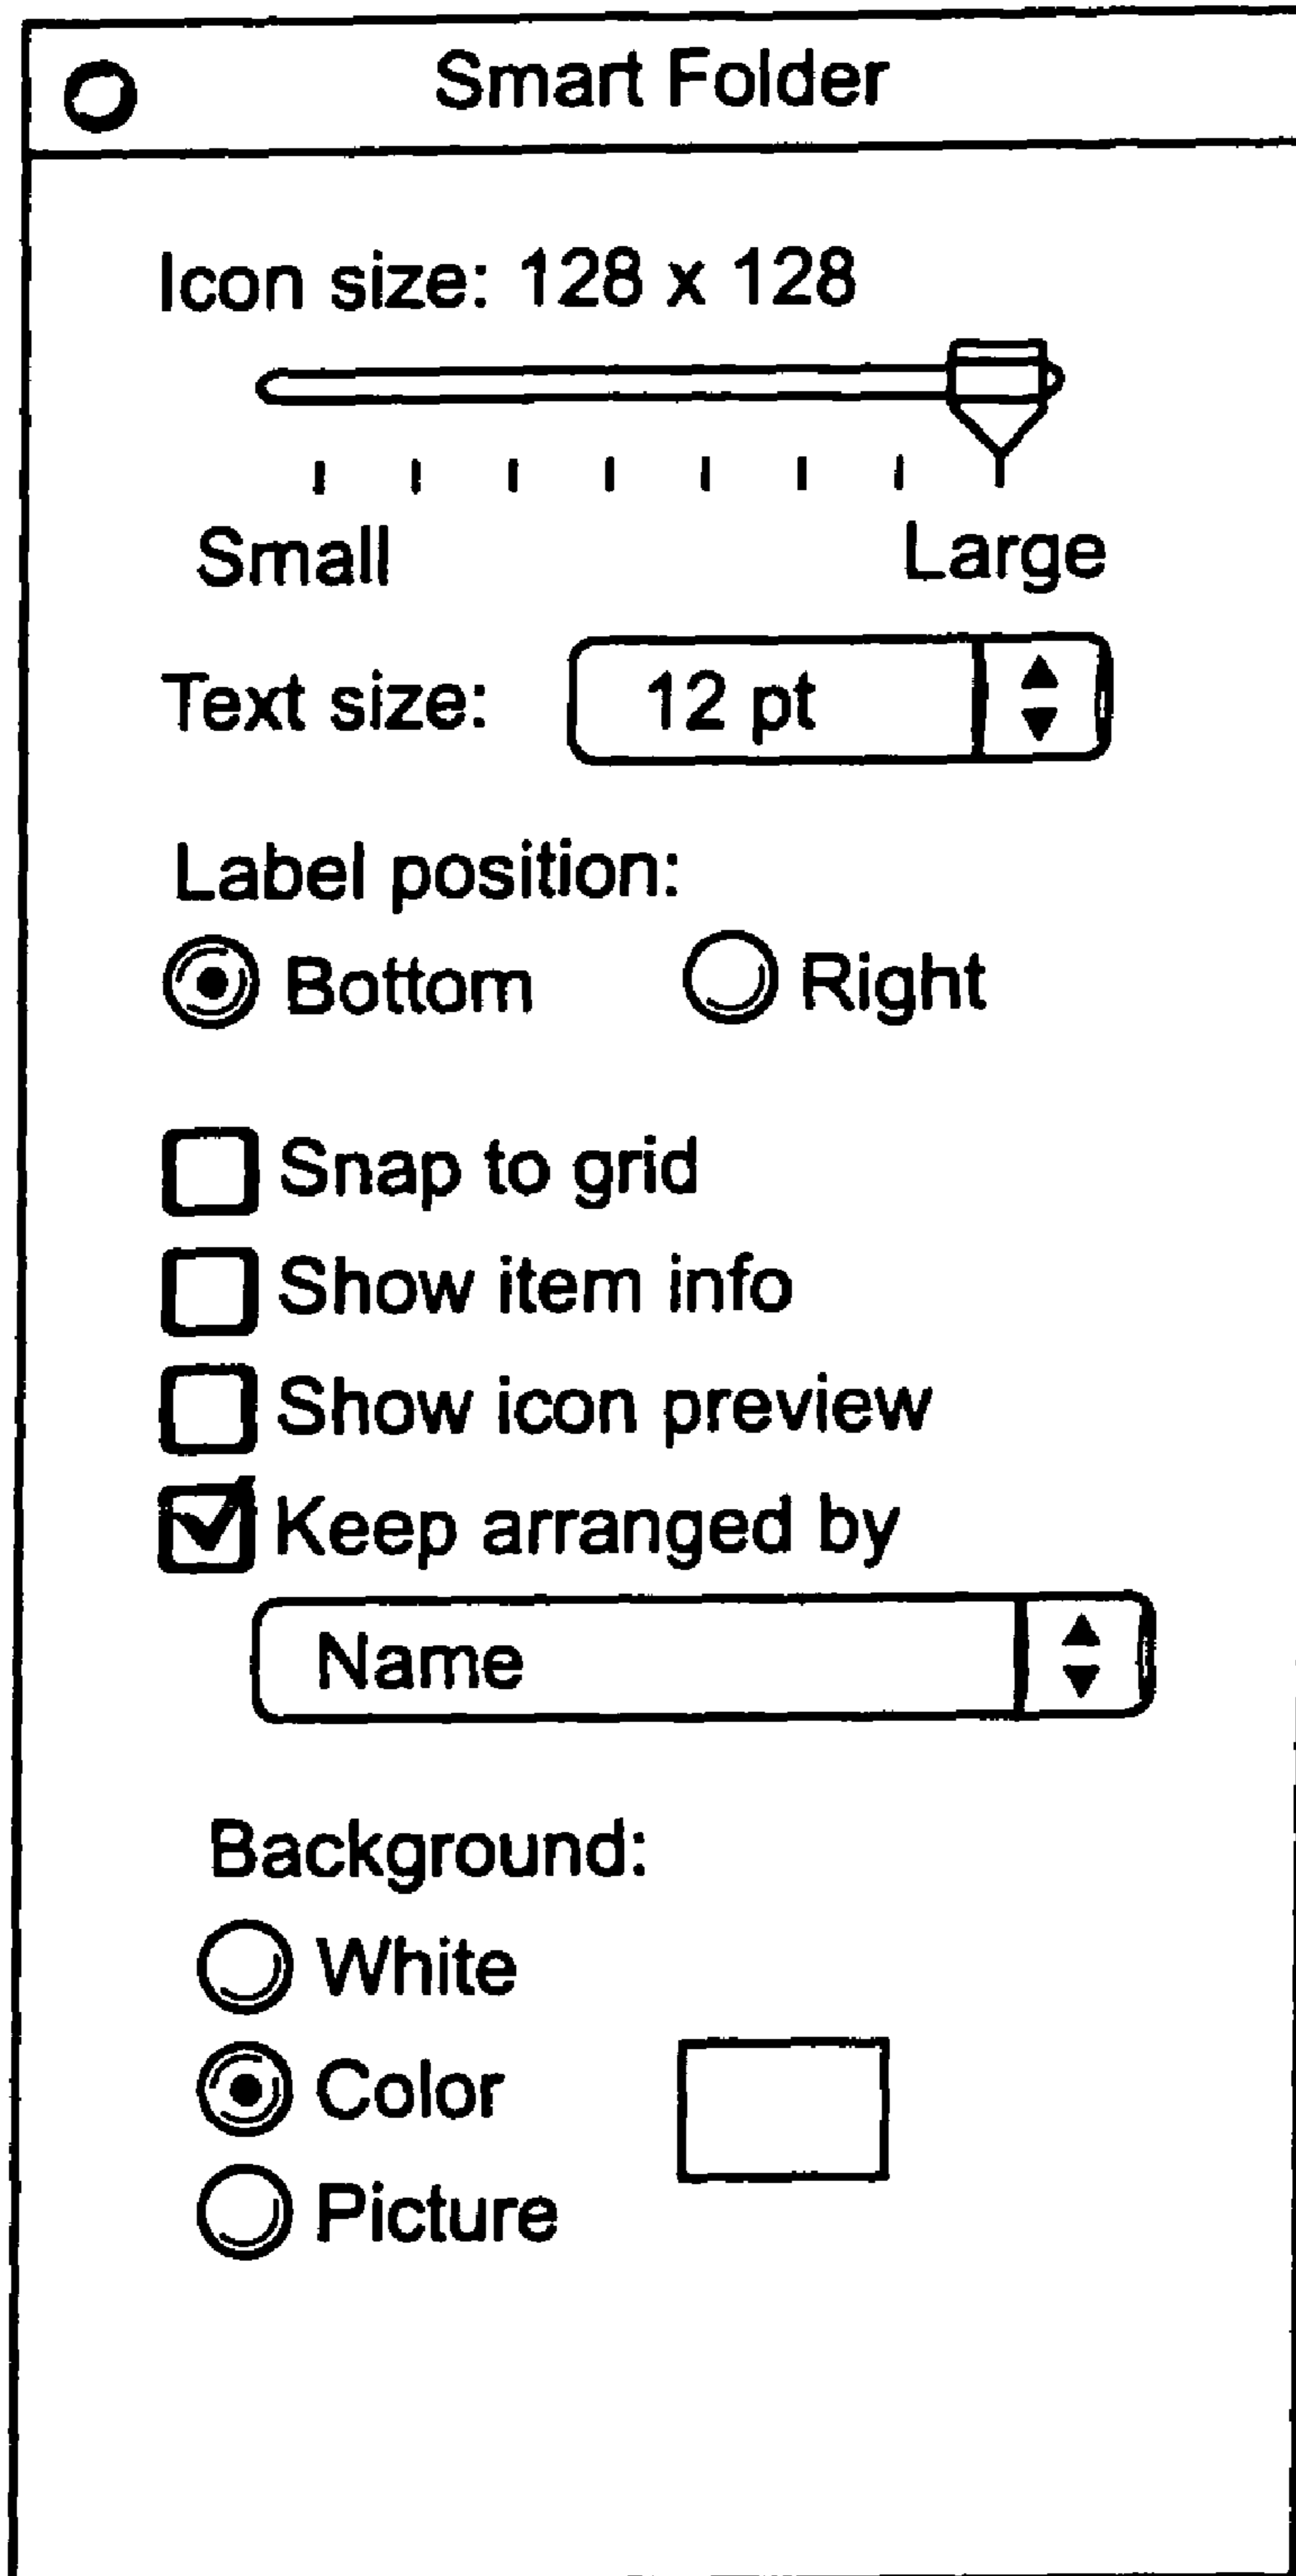 Smart Folder
Icon size: 128 x 128
Small Large
Text size: 12 pt
Label position:
Bottom Right
Snap to grid
Show item info
Show icon preview
Keep arranged by
Name
Background:
White
Color
Picture